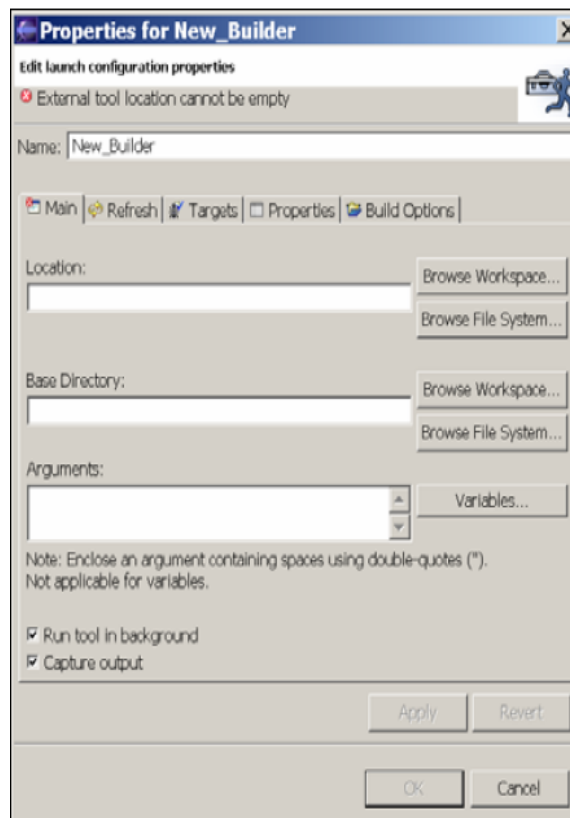 Properties for New_Builder
Edit launch configuration properties
External tool location cannot be empty
Name: New_Builder
Main Refresh Targets Properties Build Options
Location:
Browse Workspace...
Browse File System...
Base Directory:
Browse Workspace...
Browse File System...
Arguments:
Variables...
Note: Enclose an argument containing spaces using double-quotes (").
Not applicable for variables.
Run tool in background
Capture output
Apply Revert
OK Cancel